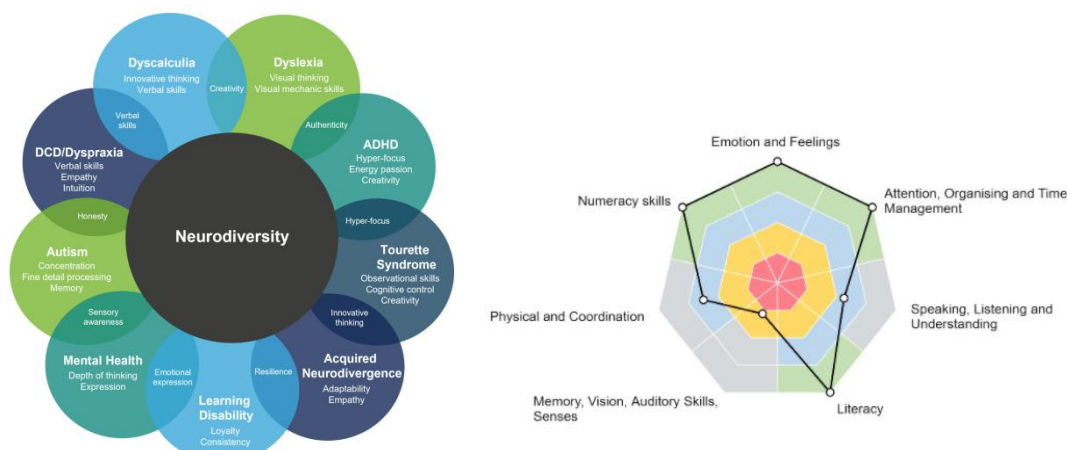 Dyscalculia
Innovative thinking
Verbal skills
Creativity
Dyslexia
Visual thinking
Visual mechanic skills
Authenticity
ADHD
Hyper-focus
Energy passion
Creativity
Hyper-focus
Tourette
Syndrome
Observational skills
Cognitive control
Creativity
Innovative
thinking
Acquired
Neurodivergence
Adaptability
Empathy
Resilience
Learning
Disability
Loyalty
Consistency
Emotional
expression
Mental Health
Depth of thinking
Expression
Sensory
awareness
Autism
Concentration
Fine detail processing
Memory
Honesty
DCD/Dyspraxia
Verbal skills
Empathy
Intuition
Verbal
skills
Neurodiversity
Emotion and Feelings
Attention, Organising and Time
Management
Speaking, Listening and
Understanding
Literacy
Memory, Vision, Auditory Skills,
Senses
Physical and Coordination
Numeracy skills